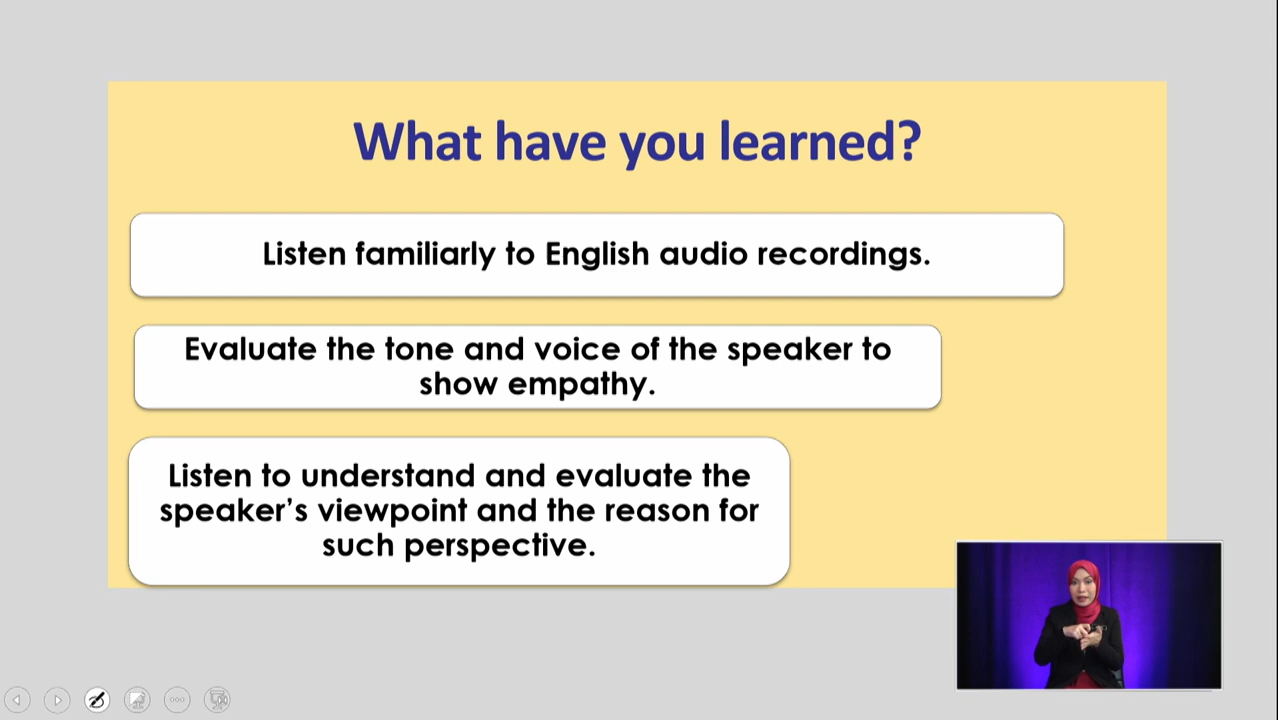 What have you learned?
Listen familiarly to English audio recordings.
Evaluate the tone and voice of the speaker to
show empathy.
Listen to understand and evaluate the
speaker's viewpoint and the reason for
such perspective.